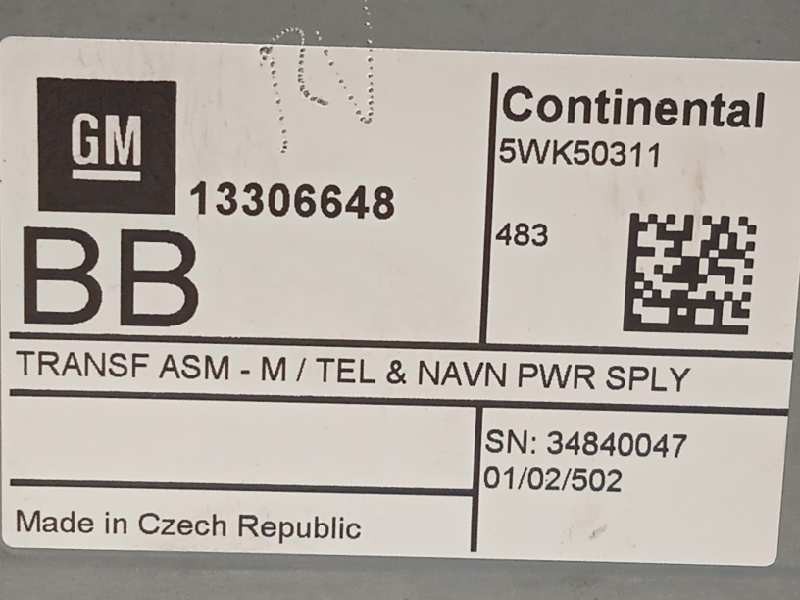 GM
13306648
BB
Continental
5WK50311
483
TRANSF ASM - M / TEL & NAVN PWR SPLY
SN: 34840047
01/02/502
Made in Czech Republic